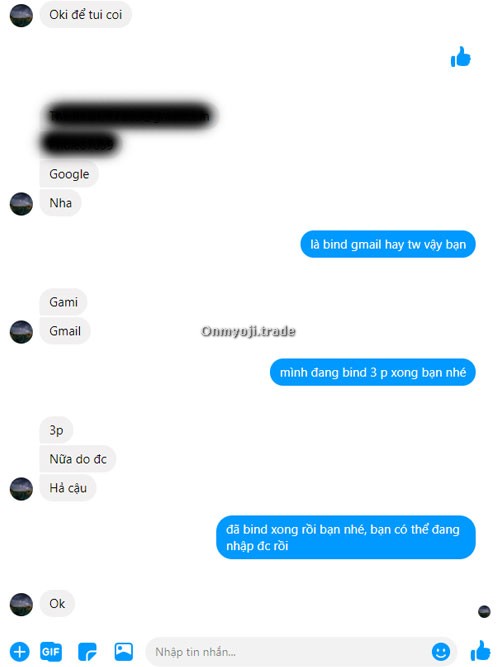 Oki để tui coi
Google
Nha
là bind gmail hay tw vậy bạn
Gami
Gmail
Onmyoji.trade
mình đang bind 3 p xong bạn nhé
3p
Nữa do đc
Hả cậu
đã bind xong rồi bạn nhé, bạn có thể đang
nhập đc rồi
Ok
GIF
Nhập tin nhắn...